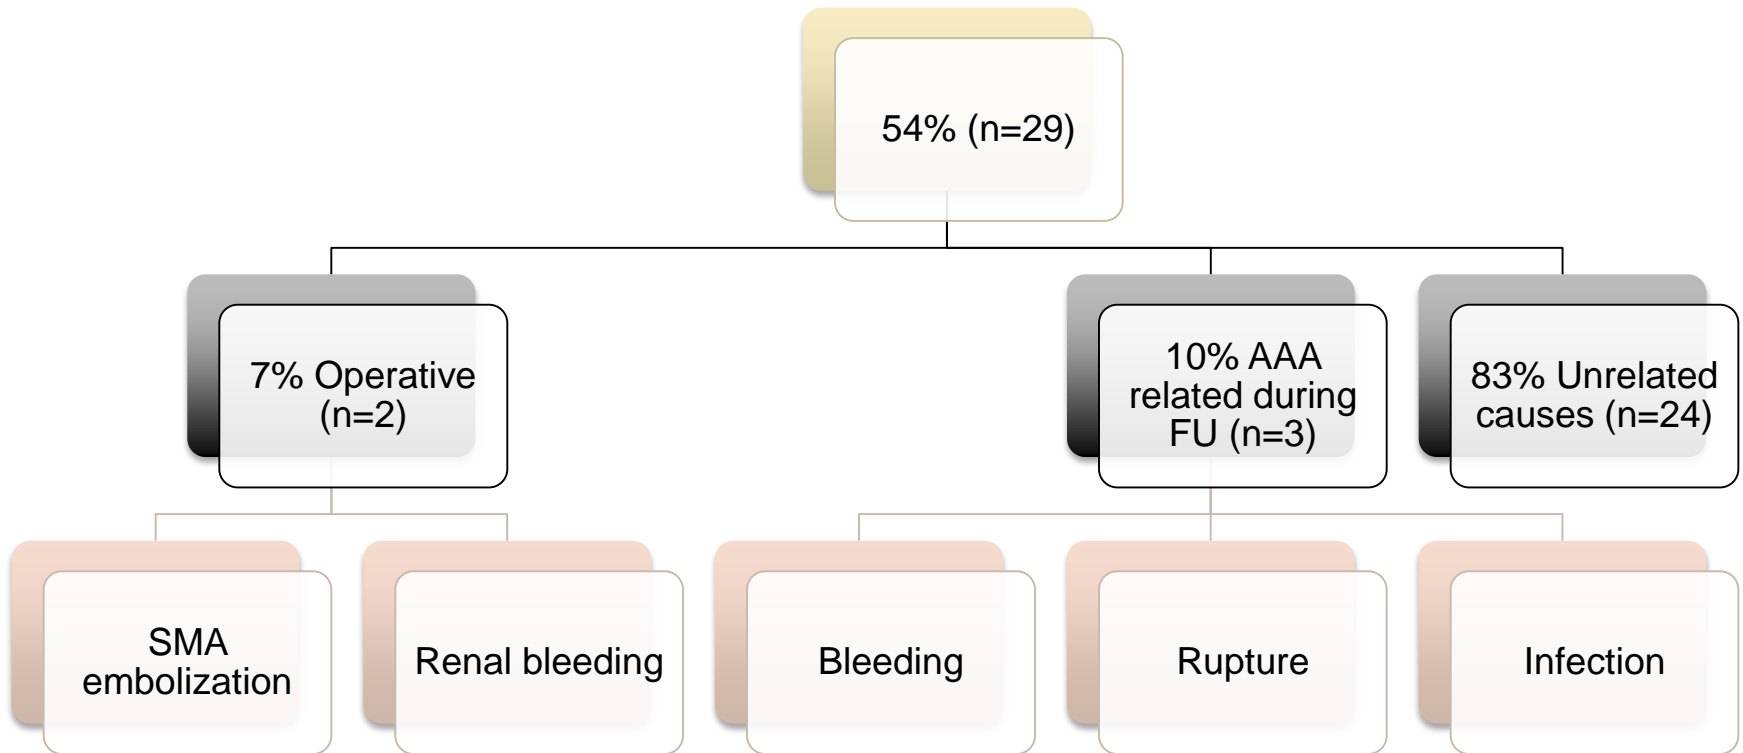 54% (n=29)
7% Operative
(n=2)
10% AAA
related during
FU (n=3)
83% Unrelated
causes (n=24)
SMA
embolization
Renal bleeding
Bleeding
Rupture
Infection